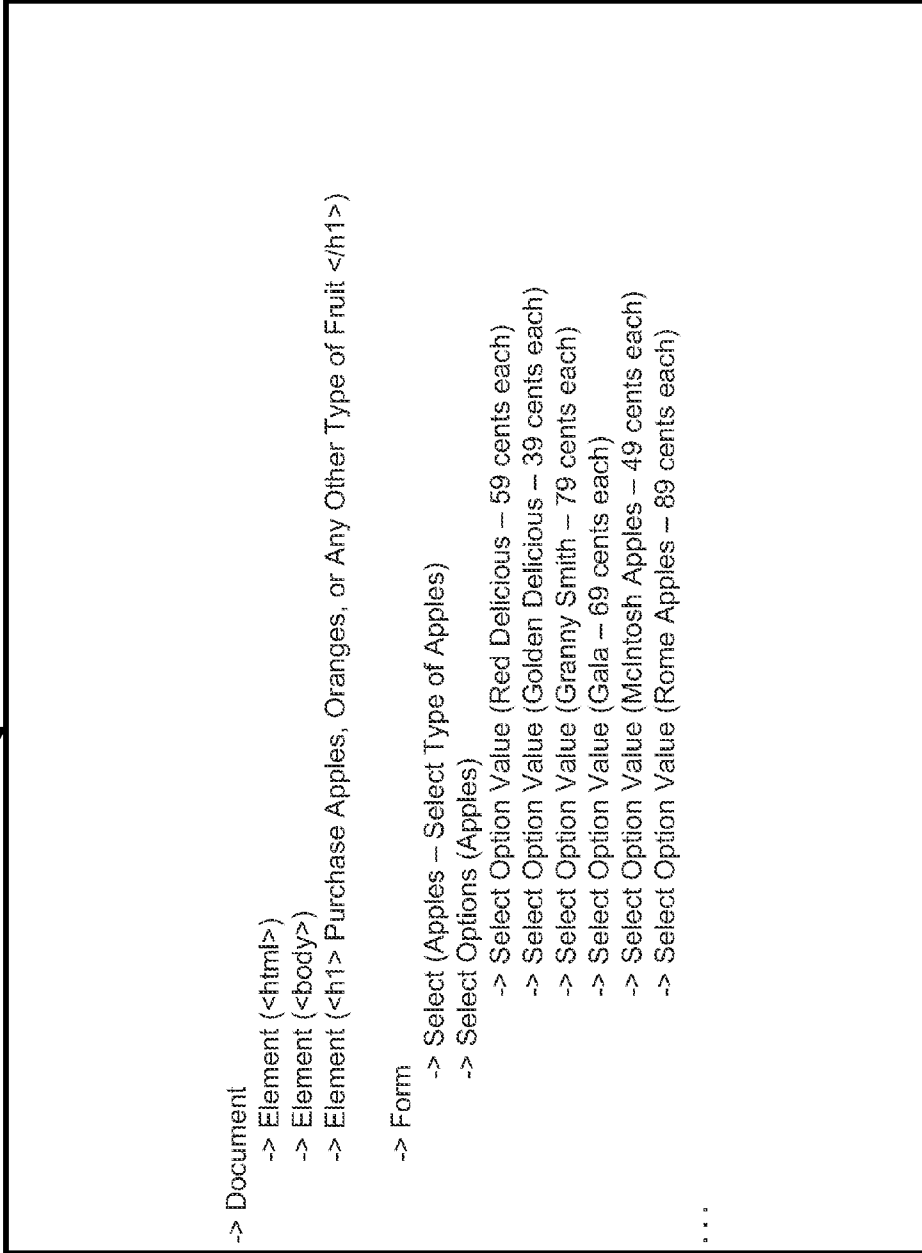 -> Document
-> Element (<html>)
-> Element (<body>)
-> Element (<h1> Purchase Apples, Oranges, or Any Other Type of Fruit </h1>)
-> Form
-> Select (Apples – Select Type of Apples)
-> Select Options (Apples)
-> Select Option Value (Red Delicious – 59 cents each)
-> Select Option Value (Golden Delicious – 39 cents each)
-> Select Option Value (Granny Smith – 79 cents each)
-> Select Option Value (Gala – 69 cents each)
-> Select Option Value (McIntosh Apples – 49 cents each)
-> Select Option Value (Rome Apples – 89 cents each)
...